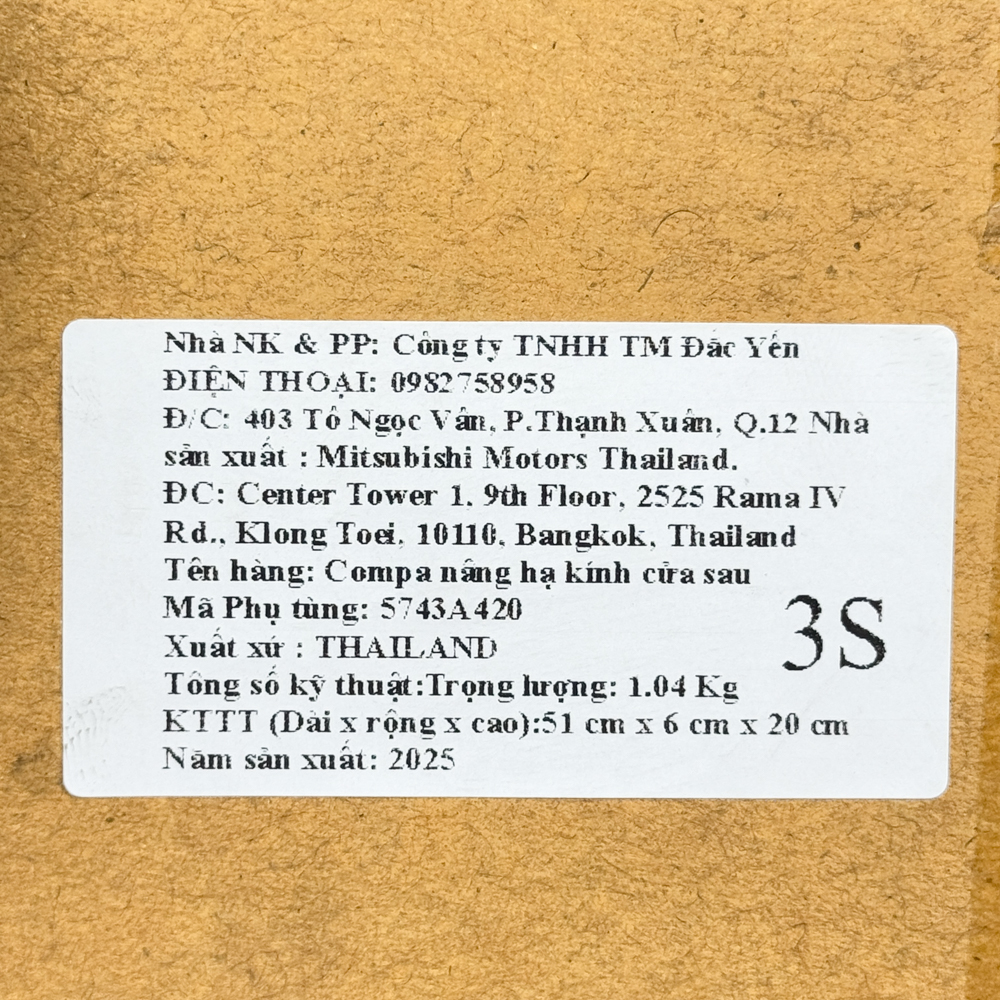 Nhà NK & PP: Công ty TNHH TM Đắc Yến
ĐIỆN THOẠI: 0982758958
Đ/C: 403 Tô Ngọc Vân, P.Thạnh Xuân, Q.12 Nhà
sản xuất : Mitsubishi Motors Thailand.
ĐC: Center Tower 1, 9th Floor, 2525 Rama IV
Rd., Klong Toei, 10110, Bangkok, Thailand
Tên hàng: Compa nâng hạ kính cửa sau
Mã Phụ tùng: 5743A420
3S
Xuất xứ : THAILAND
Tông số kỹ thuật:Trọng lượng: 1.04 Kg
KTTT (Dài x rộng x cao):51 cm x 6 cm x 20 cm
Năm sản xuất: 2025